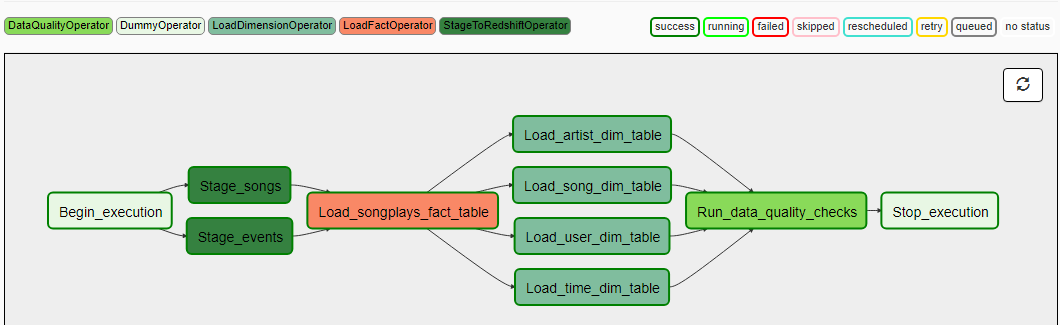 DataQualityOperator DummyOperator LoadDimensionOperator LoadFactOperator StageToRedshiftOperator success running failed skipped rescheduled retry queued no status
Load_artist_dim_table
Stage_songs Load_song_dim_table
Begin_execution Load_songplays_fact_table Run_data_quality_checks Stop_execution
Stage_events Load_user_dim_table
Load_time_dim_table